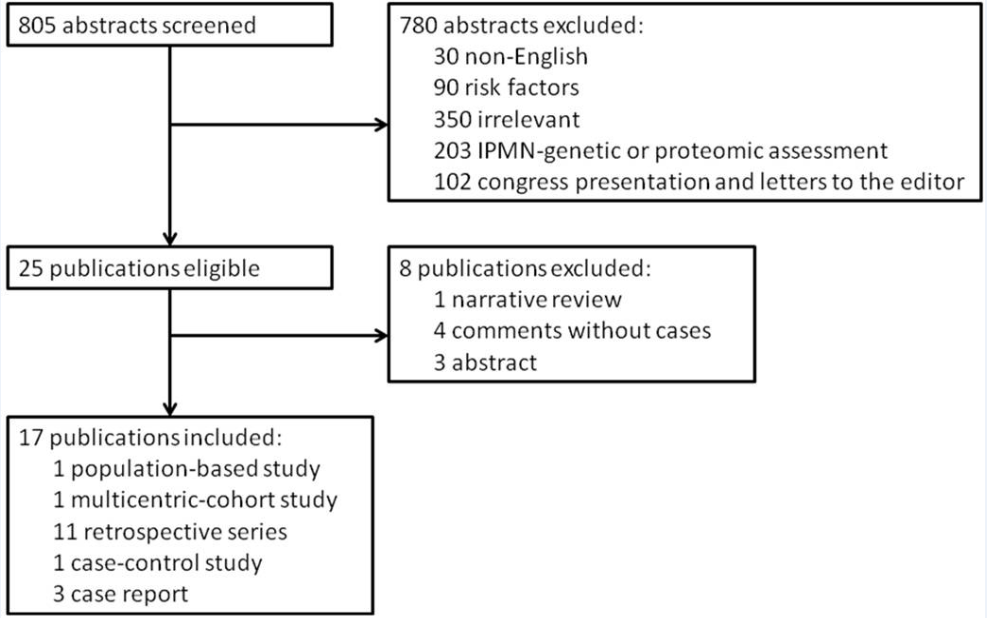 805 abstracts screened
780 abstracts excluded:
30 non-English
90 risk factors
350 irrelevant
203 IPMN-genetic or proteomic assessment
102 congress presentation and letters to the editor
25 publications eligible
8 publications excluded:
1 narrative review
4 comments without cases
3 abstract
17 publications included:
1 population-based study
1 multicentric-cohort study
11 retrospective series
1 case-control study
3 case report